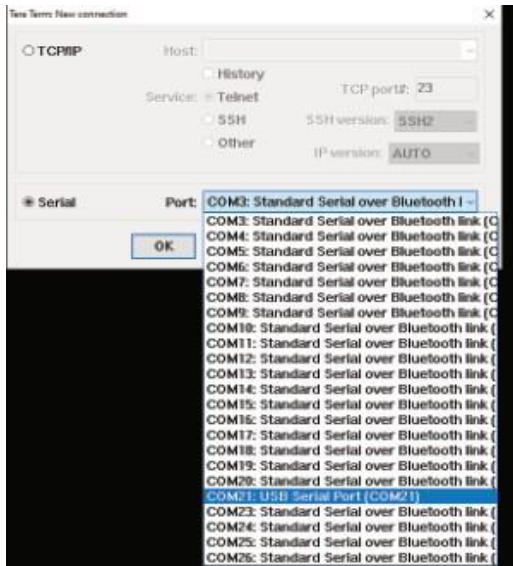 Tera Term: New connection
TCP/IP
Host:
History
Service:
Telnet
TCP port#: 23
SSH
SSH version: SSH2
Other
IP version: AUTO
Serial
Port: COM3: Standard Serial over Bluetooth l
OK
COM3: Standard Serial over Bluetooth link (C
COM4: Standard Serial over Bluetooth link (C
COM5: Standard Serial over Bluetooth link (C
COM6: Standard Serial over Bluetooth link (C
COM7: Standard Serial over Bluetooth link (C
COM8: Standard Serial over Bluetooth link (C
COM9: Standard Serial over Bluetooth link (C
COM10: Standard Serial over Bluetooth link (
COM11: Standard Serial over Bluetooth link (
COM12: Standard Serial over Bluetooth link (
COM13: Standard Serial over Bluetooth link (
COM14: Standard Serial over Bluetooth link (
COM15: Standard Serial over Bluetooth link (
COM16: Standard Serial over Bluetooth link (
COM17: Standard Serial over Bluetooth link (
COM18: Standard Serial over Bluetooth link (
COM19: Standard Serial over Bluetooth link (
COM20: Standard Serial over Bluetooth link (
COM21: USB Serial Port (COM21)
COM23: Standard Serial over Bluetooth link (
COM24: Standard Serial over Bluetooth link (
COM25: Standard Serial over Bluetooth link (
COM26: Standard Serial over Bluetooth link (